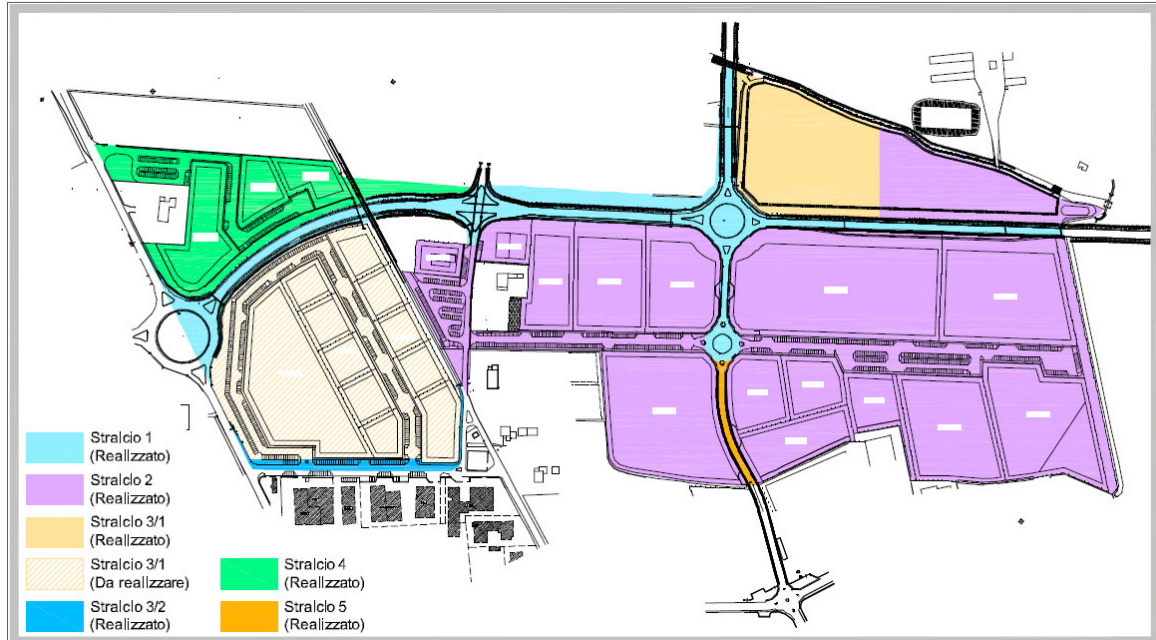 Stralcio 1
(Realizzato)
Stralcio 2
(Realizzato)
Stralcio 3/1
(Realizzato)
Stralcio 3/1
(Da realizzare)
Stralcio 3/2
(Realizzato)
Stralcio 4
(Realizzato)
Stralcio 5
(Realizzato)